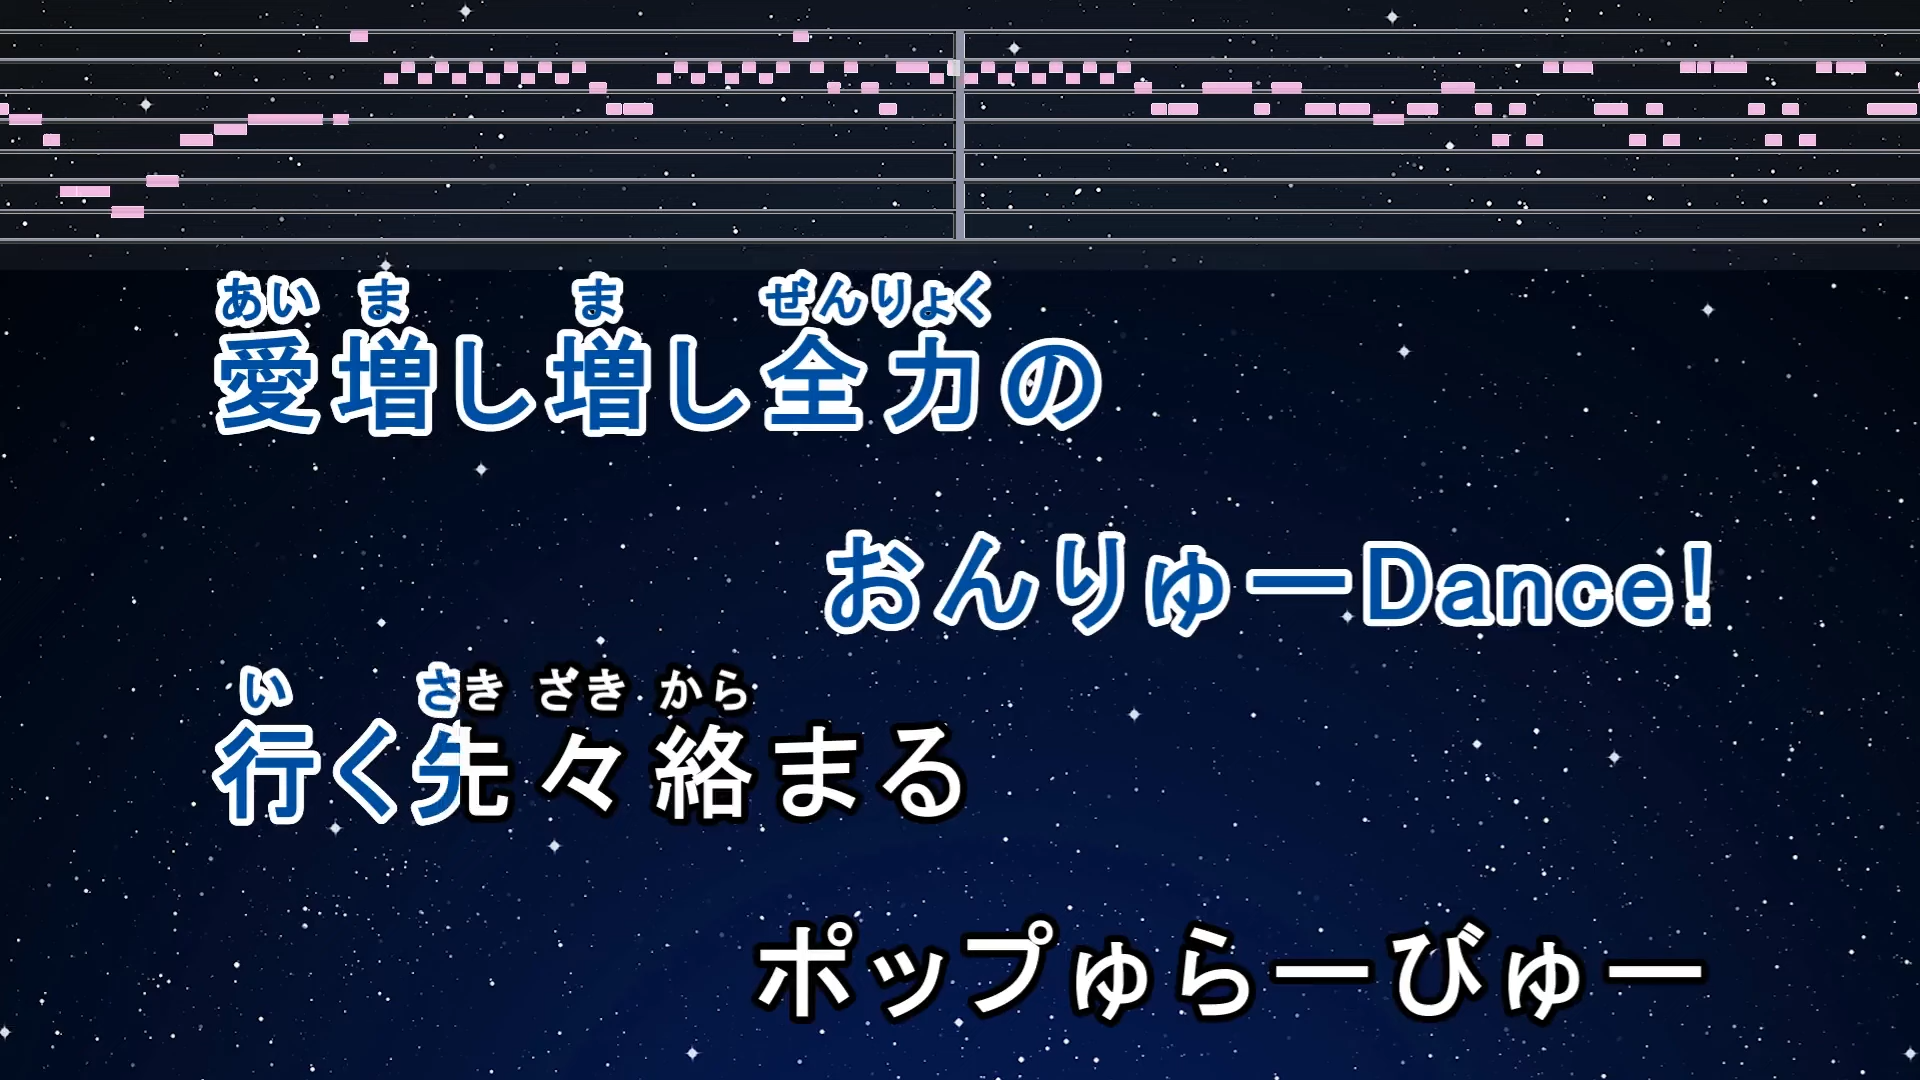 あい ま ま ぜんりょく
愛増し増し全力の
おんりゅーDance!
い さき ざき から
行く先々絡まる
ポップゅらーびゅー